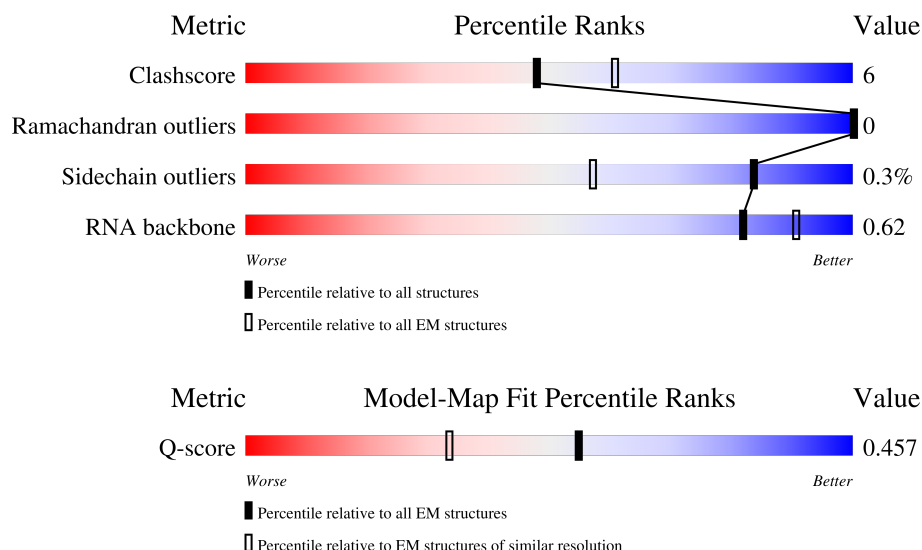 Metric Percentile Ranks Value
Clashscore 6
Ramachandran outliers 0
Sidechain outliers 0.3%
RNA backbone 0.62
Worse Better
Percentile relative to all structures
Percentile relative to all EM structures
Metric Model-Map Fit Percentile Ranks Value
Q-score 0.457
Worse Better
Percentile relative to all EM structures
Percentile relative to EM structures of similar resolution